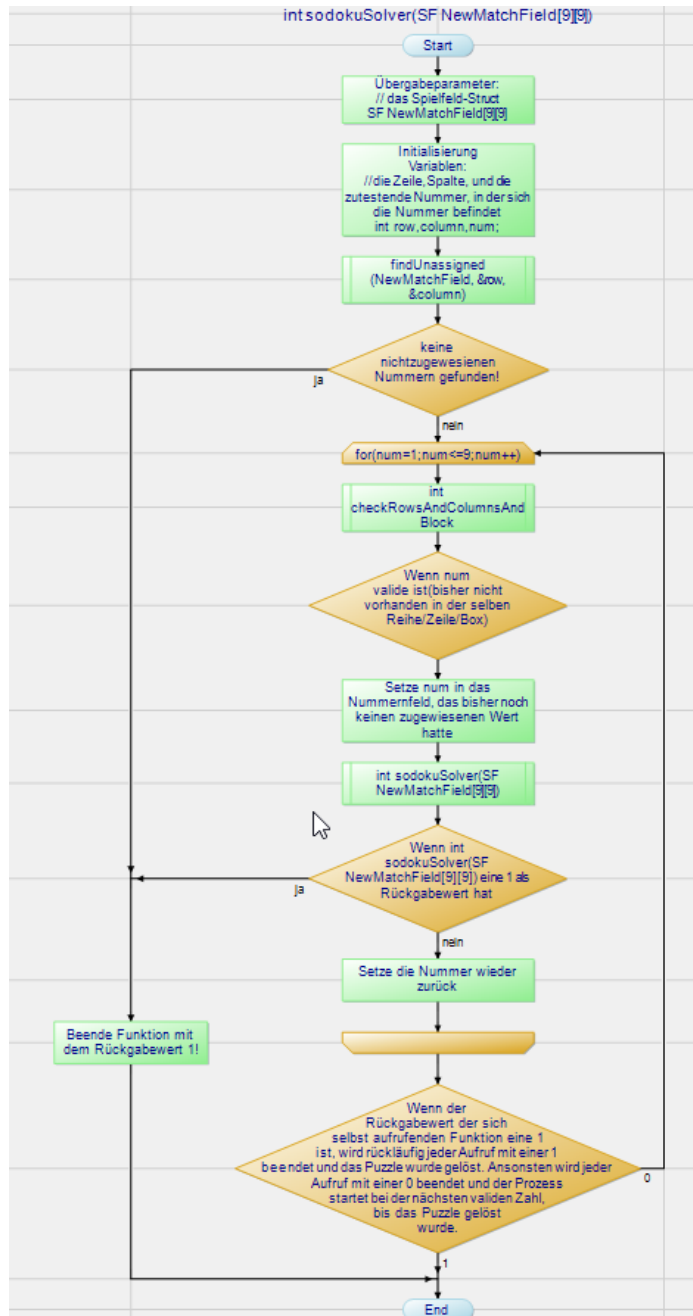 int sodokuSolver(SF NewMatchField[9][9])
Start
Übergabeparameter:
// das Spielfeld-Struct
SF NewMatchField[9][9]
Initialisierung
Variablen:
//die Zeile,Spalte, und die
zutestende Nummer, in der sich
die Nummer befindet
int row,column,num;
findUnassigned
(NewMatchField, &row,
&column)
keine
nichtzugewesienen
Nummern gefunden!
ja
nein
for(num=1;num<=9;num++)
int
checkRowsAndColumnsAnd
Block
Wenn num
valide ist(bisher nicht
vorhanden in der selben
Reihe/Zeile/Box)
Setze num in das
Nummernfeld, das bisher noch
keinen zugewiesenen Wert
hatte
int sodokuSolver(SF
NewMatchField[9][9])
Wenn int
sodokuSolver(SF
NewMatchField[9][9]) eine 1 als
Rückgabewert hat
ja
nein
Setze die Nummer wieder
zurück
Beende Funktion mit
dem Rückgabewert 1!
Wenn der
Rückgabewert der sich
selbst aufrufenden Funktion eine 1
ist, wird rückläufig jeder Aufruf mit einer 1
beendet und das Puzzle wurde gelöst. Ansonsten wird jeder
Aufruf mit einer 0 beendet und der Prozess
startet bei der nächsten validen Zahl,
bis das Puzzle gelöst
wurde.
0
1
End